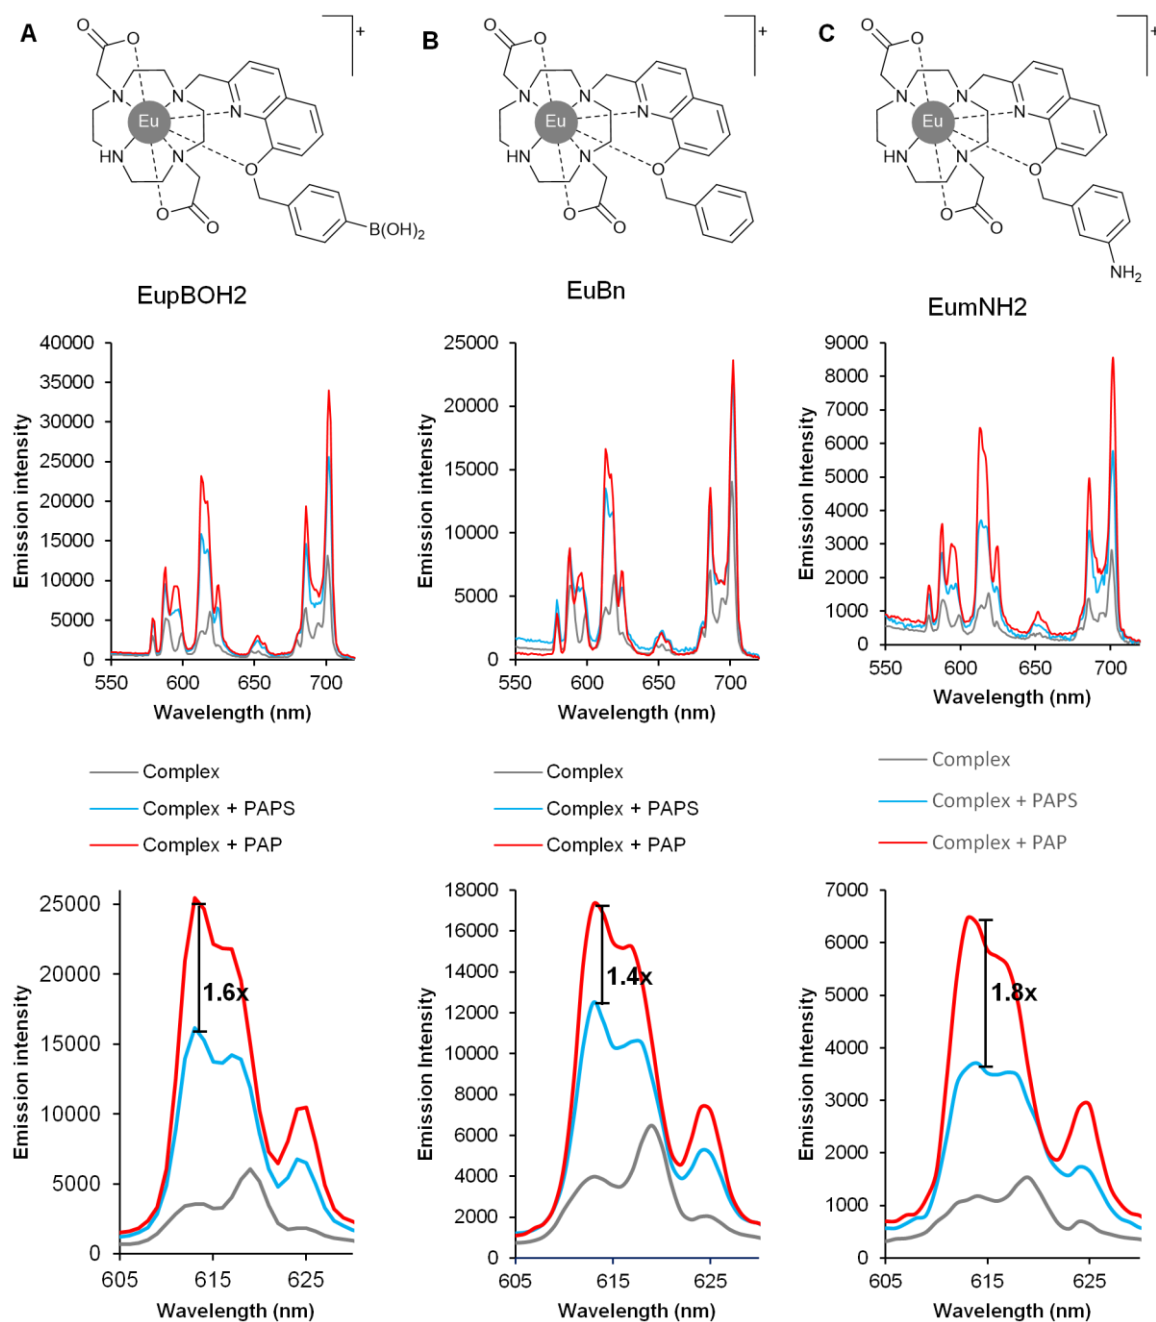 A
B
C
O
O
N
N
N
Eu
HN
N
O
O
O
B(OH)2
+
O
O
N
N
N
Eu
HN
N
O
O
O
+
O
O
N
N
N
Eu
HN
N
O
O
O
NH2
+
EupBOH2
EuBn
EumNH2
Emission intensity
40000
35000
30000
25000
20000
15000
10000
5000
0
550
600
650
700
Wavelength (nm)
Emission intensity
25000
20000
15000
10000
5000
0
550
600
650
700
Wavelength (nm)
Emission Intensity
9000
8000
7000
6000
5000
4000
3000
2000
1000
0
550
600
650
700
Wavelength (nm)
Complex
Complex + PAPS
Complex + PAP
Complex
Complex + PAPS
Complex + PAP
Complex
Complex + PAPS
Complex + PAP
Emission Intensity
25000
20000
15000
10000
5000
0
1.6x
605
615
625
Wavelength (nm)
Emission Intensity
18000
16000
14000
12000
10000
8000
6000
4000
2000
0
1.4x
605
615
625
Wavelength (nm)
Emission Intensity
7000
6000
5000
4000
3000
2000
1000
0
1.8x
605
615
625
Wavelength (nm)